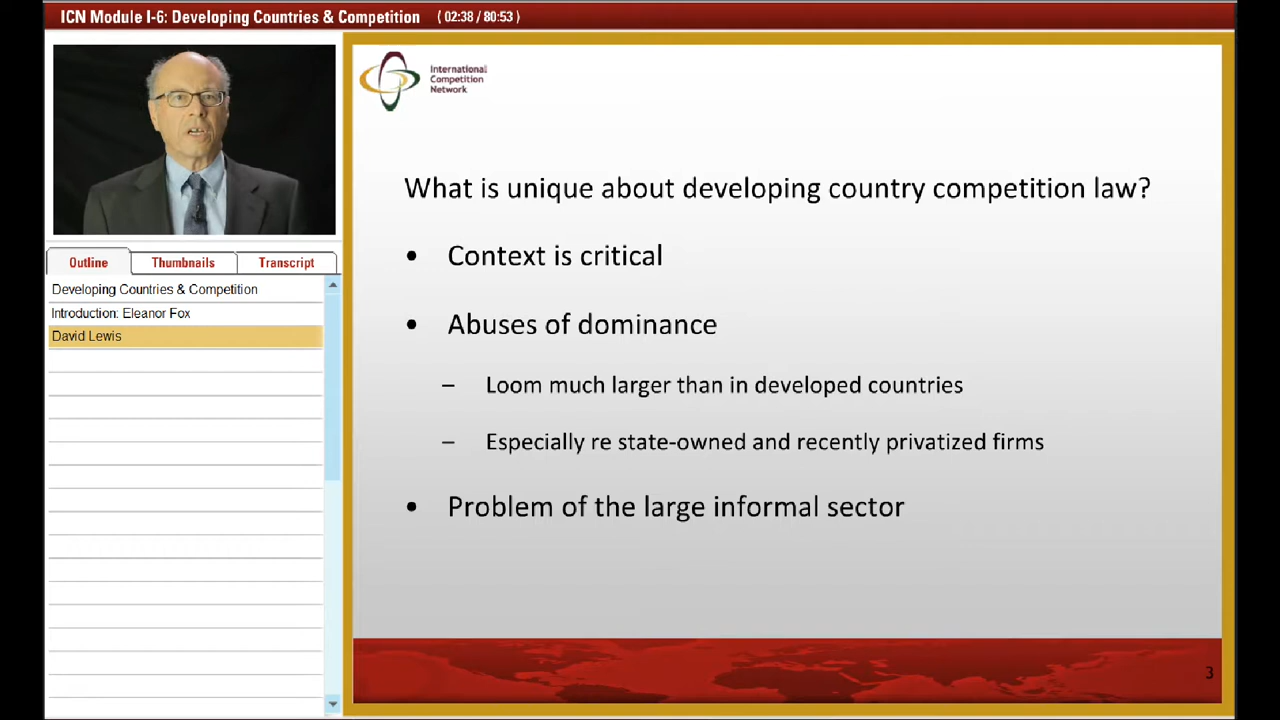 ICN Module I-6: Developing Countries & Competition ( 02:38 / 80:53 )
International
Competition
Network
What is unique about developing country competition law?
• Context is critical
• Abuses of dominance
– Loom much larger than in developed countries
– Especially re state-owned and recently privatized firms
• Problem of the large informal sector
3
Outline Thumbnails Transcript
Developing Countries & Competition
Introduction: Eleanor Fox
David Lewis